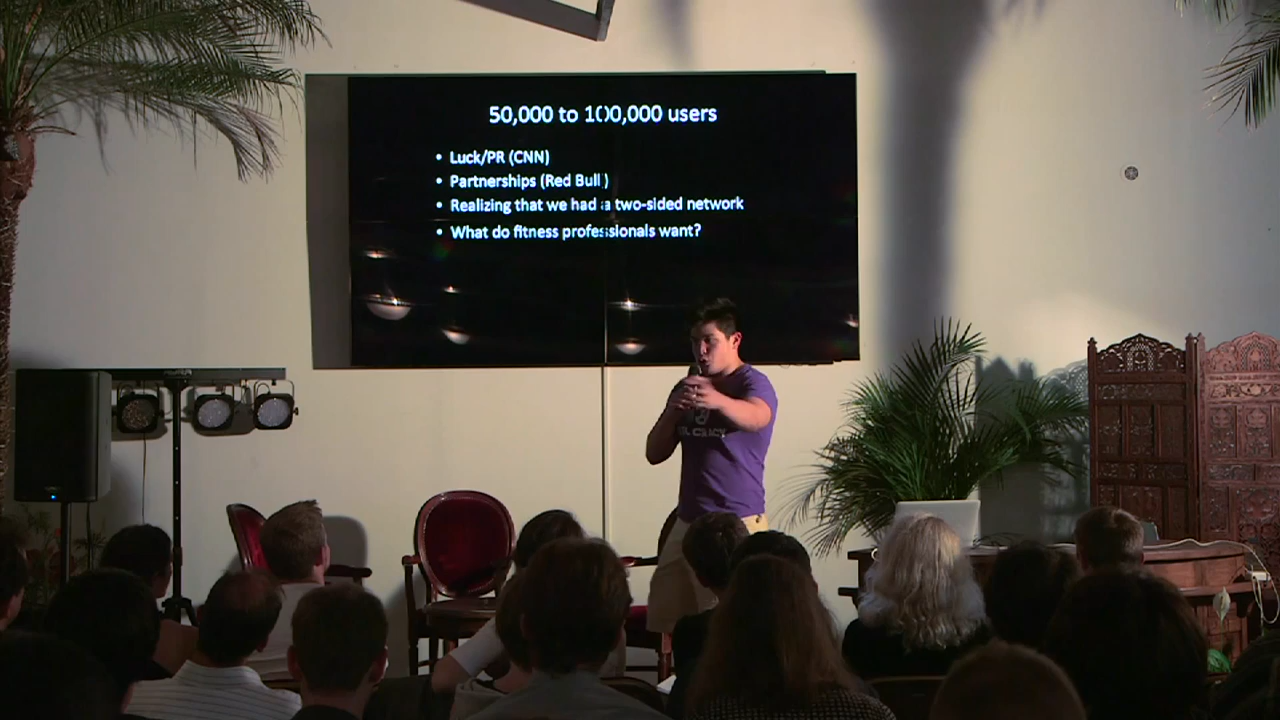 50,000 to 100,000 users
• Luck/PR (CNN)
• Partnerships (Red Bull )
• Realizing that we had a two-sided network
• What do fitness professionals want?